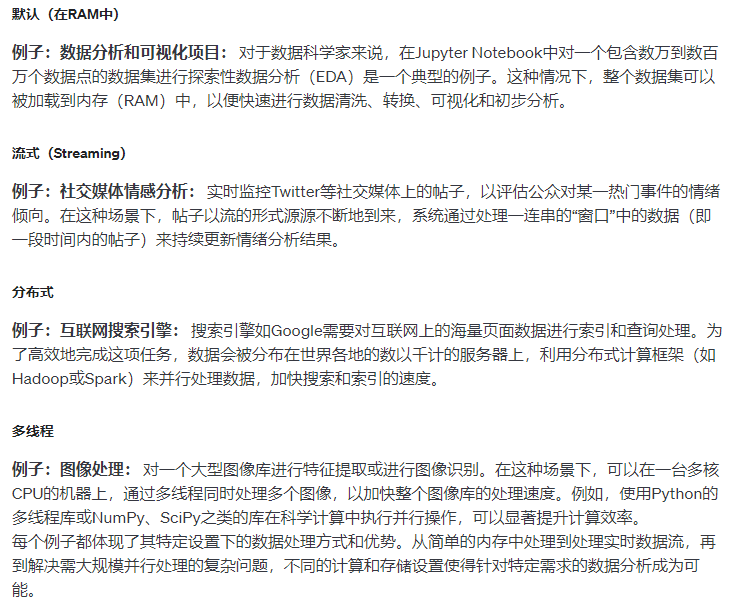 默认（在RAM中）
例子：数据分析和可视化项目： 对于数据科学家来说，在Jupyter Notebook中对一个包含数万到数百
万个数据点的数据集进行探索性数据分析（EDA）是一个典型的例子。这种情况下，整个数据集可以
被加载到内存（RAM）中，以便快速进行数据清洗、转换、可视化和初步分析。
流式（Streaming）
例子：社交媒体情感分析： 实时监控Twitter等社交媒体上的帖子，以评估公众对某一热门事件的情绪
倾向。在这种场景下，帖子以流的形式源源不断地到来，系统通过处理一连串的“窗口”中的数据（即
一段时间内的帖子）来持续更新情绪分析结果。
分布式
例子：互联网搜索引擎： 搜索引擎如Google需要对互联网上的海量页面数据进行索引和查询处理。为
了高效地完成这项任务，数据会被分布在世界各地的数以千计的服务器上，利用分布式计算框架（如
Hadoop或Spark）来并行处理数据，加快搜索和索引的速度。
多线程
例子：图像处理： 对一个大型图像库进行特征提取或进行图像识别。在这种场景下，可以在一台多核
CPU的机器上，通过多线程同时处理多个图像，以加快整个图像库的处理速度。例如，使用Python的
多线程库或NumPy、SciPy之类的库在科学计算中执行并行操作，可以显著提升计算效率。
每个例子都体现了其特定设置下的数据处理方式和优势。从简单的内存中处理到处理实时数据流，再
到解决需大规模并行处理的复杂问题，不同的计算和存储设置使得针对特定需求的数据分析成为可
能。